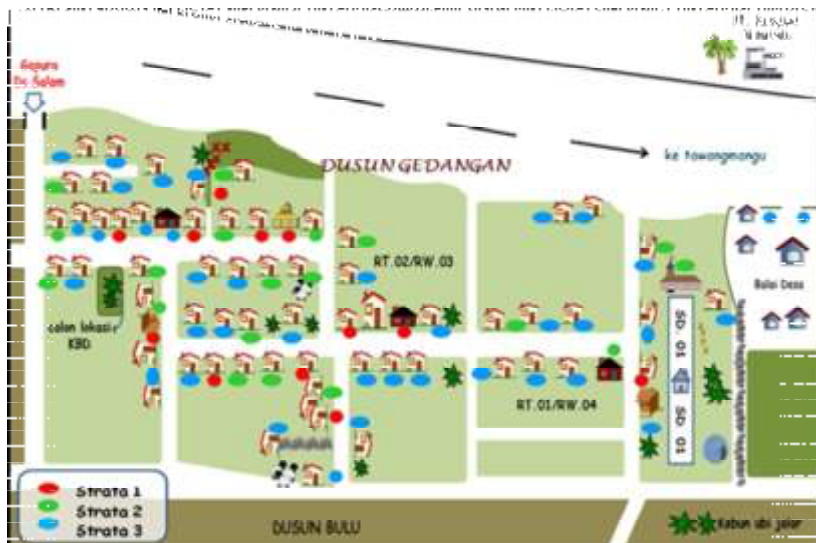 Gapura
Ds Salam
DUSUN GEDANGAN
ke tawangmangu
RT.02/RW.03
Balai Desa
calon lokasi
KBD
SD. 01
SD. 01
RT.01/RW.04
Strata 1
Strata 2
Strata 3
DUSUN BULU
Kebun ubi jalar